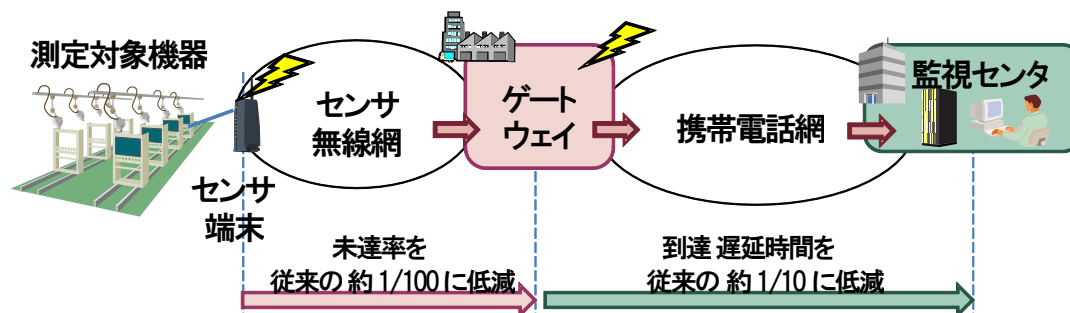 測定対象機器
センサ
端末
センサ
無線網
ゲート
ウェイ
携帯電話網
監視センタ
未達率を
従来の 約 1/100 に低減
到達 遅延時間を
従来の 約 1/10 に低減